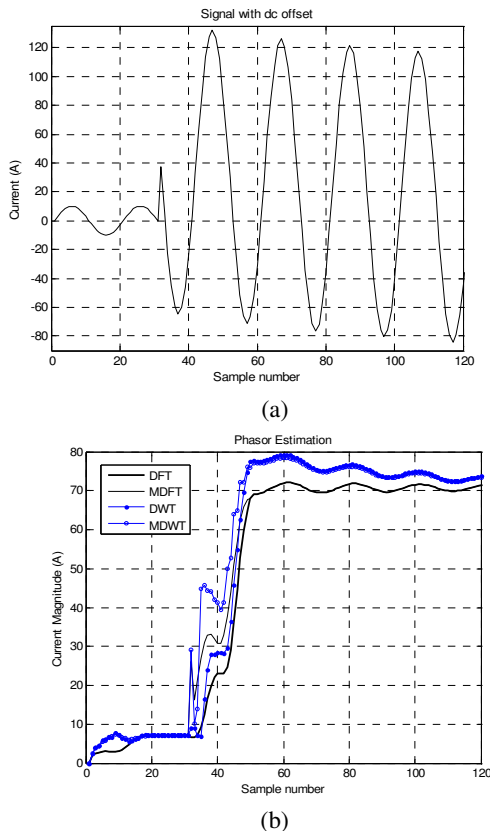 Signal with dc offset
120
100
80
60
40
20
0
-20
-40
-60
-80
Current (A)
0 20 40 60 80 100 120
Sample number
(a)
Phasor Estimation
80
70
60
50
40
30
20
10
0
Current Magnitude (A)
DFT
MDFT
DWT
MDWT
0 20 40 60 80 100 120
Sample number
(b)